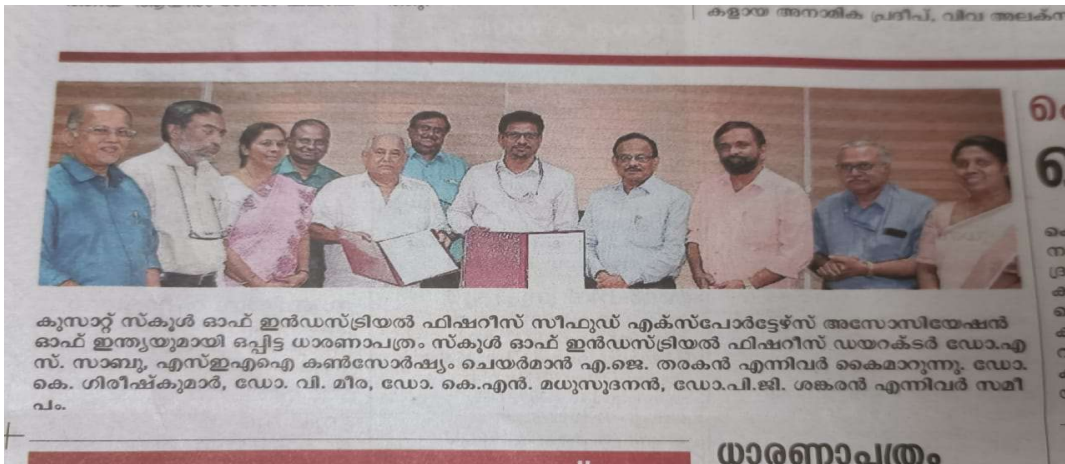 കളായ അനാമിക പ്രദീപ്, വിവ അലക്സ
കുസാറ്റ് സ്കൂൾ ഓഫ് ഇൻഡസ്ട്രിയൽ ഫിഷറീസ് സീഫുഡ് എക്സ്പോർട്ടേഴ്സ് അസോസിയേഷൻ
ഓഫ് ഇന്ത്യയുമായി ഒപ്പിട്ട ധാരണാപത്രം സ്കൂൾ ഓഫ് ഇൻഡസ്ട്രിയൽ ഫിഷറീസ് ഡയറക്ടർ ഡോ.എ
സ്. സാബു, എസ്ഇഎഐ കൺസോർഷ്യം ചെയർമാൻ എ.ജെ. തരകൻ എന്നിവർ കൈമാറുന്നു. ഡോ.
കെ. ഗിരീഷ്കുമാർ, ഡോ. വി. മീര, ഡോ. കെ.എൻ. മധുസൂദനൻ, ഡോ.പി.ജി. ശങ്കരൻ എന്നിവർ സമീ
പം.
ധാരണാപത്രം